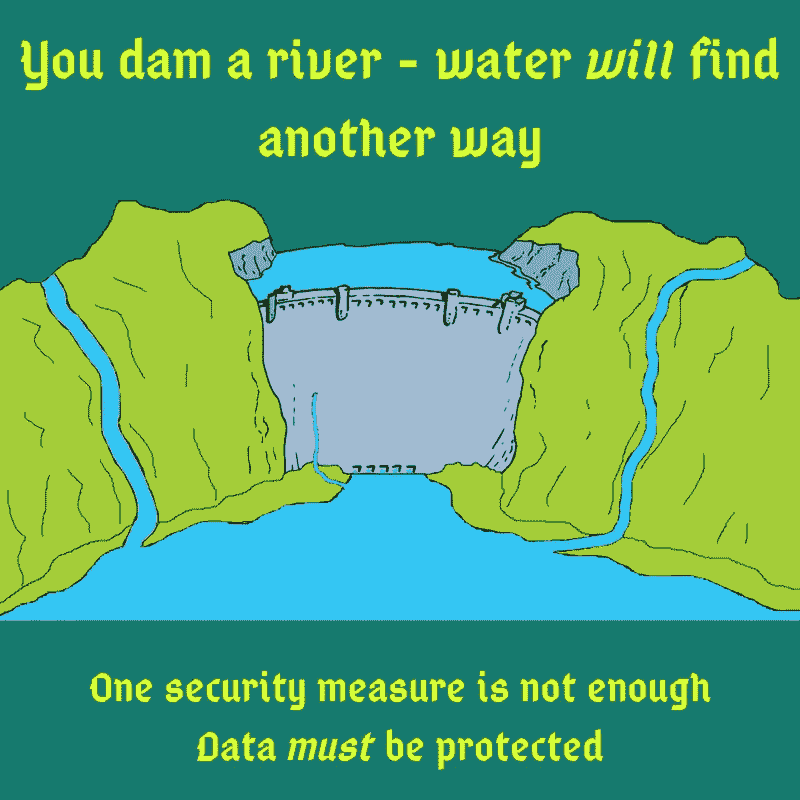 You dam a river - water will find
another way
One security measure is not enough
Data must be protected